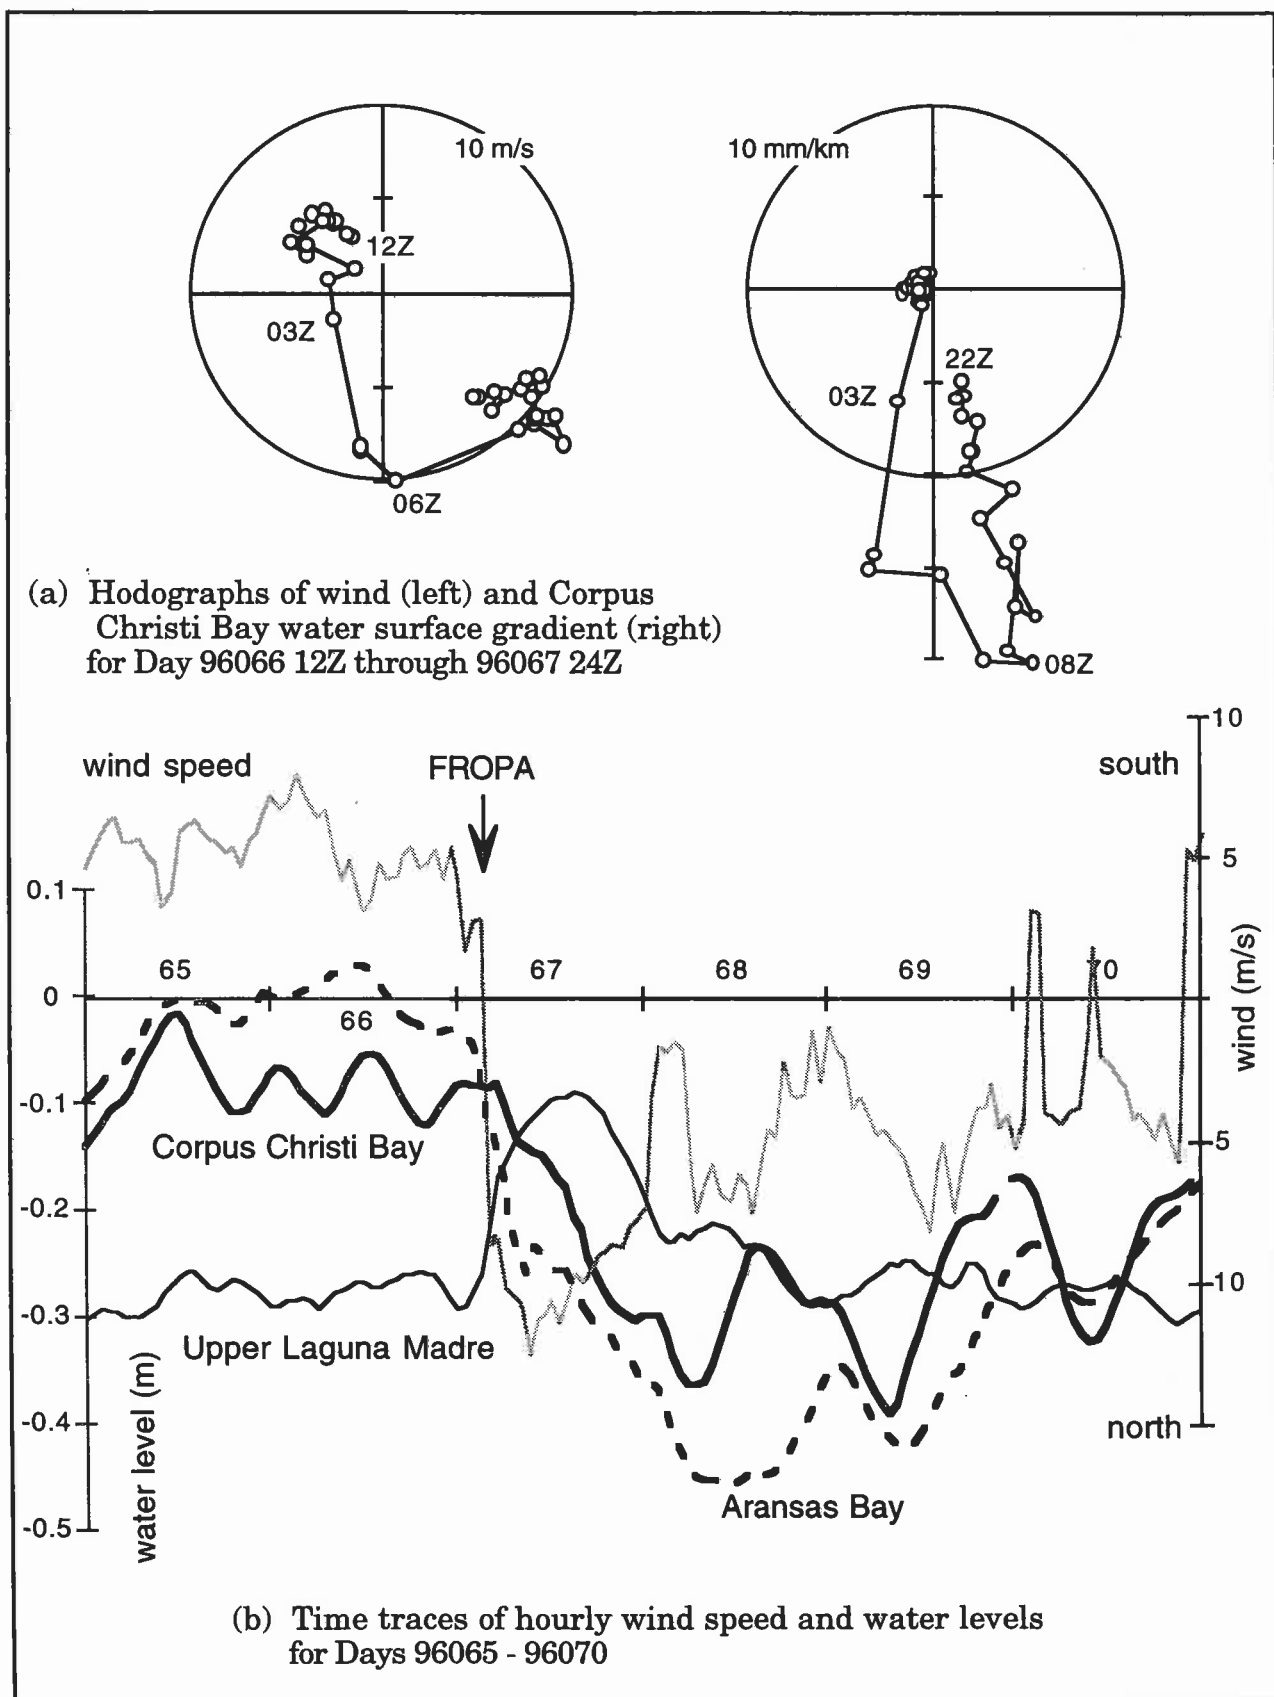 10 m/s
10 mm/km
12Z
03Z
06Z
22Z
03Z
08Z
(a) Hodographs of wind (left) and Corpus
Christi Bay water surface gradient (right)
for Day 96066 12Z through 96067 24Z
10
wind speed
FROPA
south
5
0.1
65
67
68
69
70
0
66
wind (m/s)
-0.1
Corpus Christi Bay
-5
-0.2
10
-0.3
Upper Laguna Madre
-0.4
north
water level (m)
Aransas Bay
-0.5
(b) Time traces of hourly wind speed and water levels
for Days 96065 - 96070